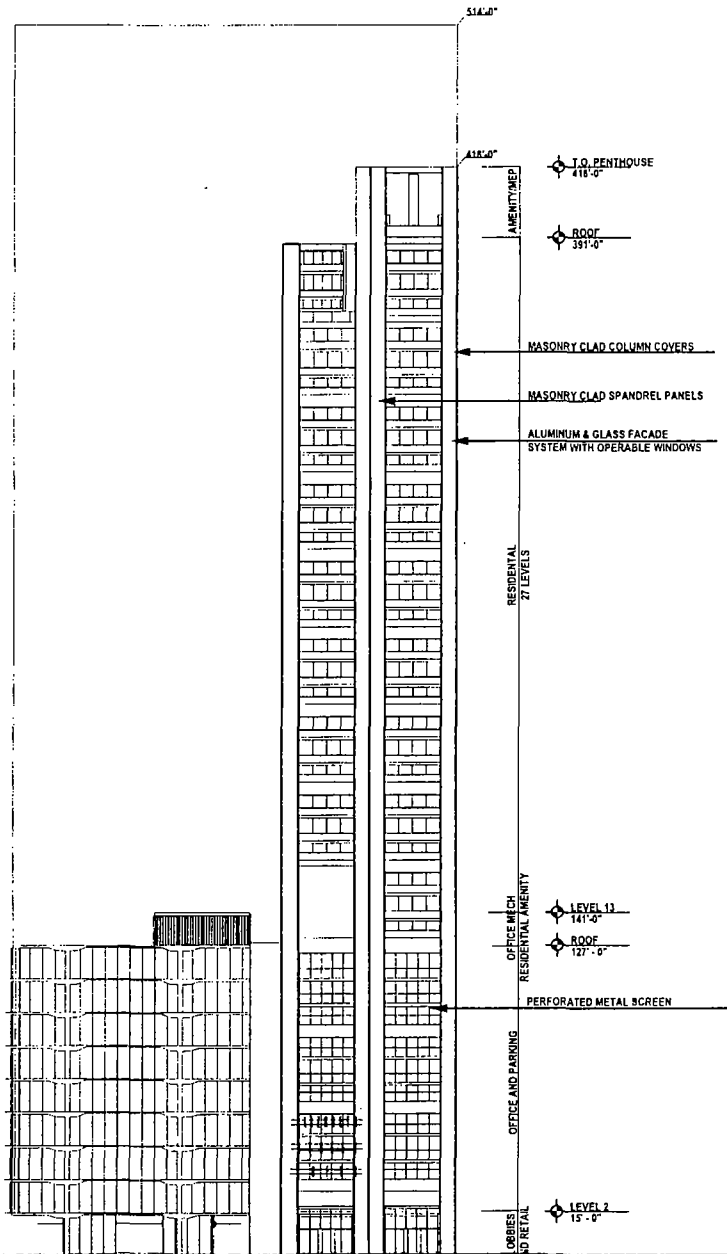 514'-0"
418'-0"
T.O. PENTHOUSE
418'-0"
AMENITY/MEP
ROOF
391'-0"
MASONRY CLAD COLUMN COVERS
MASONRY CLAD SPANDREL PANELS
ALUMINUM & GLASS FACADE
SYSTEM WITH OPERABLE WINDOWS
RESIDENTAL
27 LEVELS
OFFICE MECH
RESIDENTIAL AMENITY
LEVEL 13
141'-0"
ROOF
127' - 0"
PERFORATED METAL SCREEN
OFFICE AND PARKING
LEVEL 2
15' - 0"
OBBIES
ND RETAIL